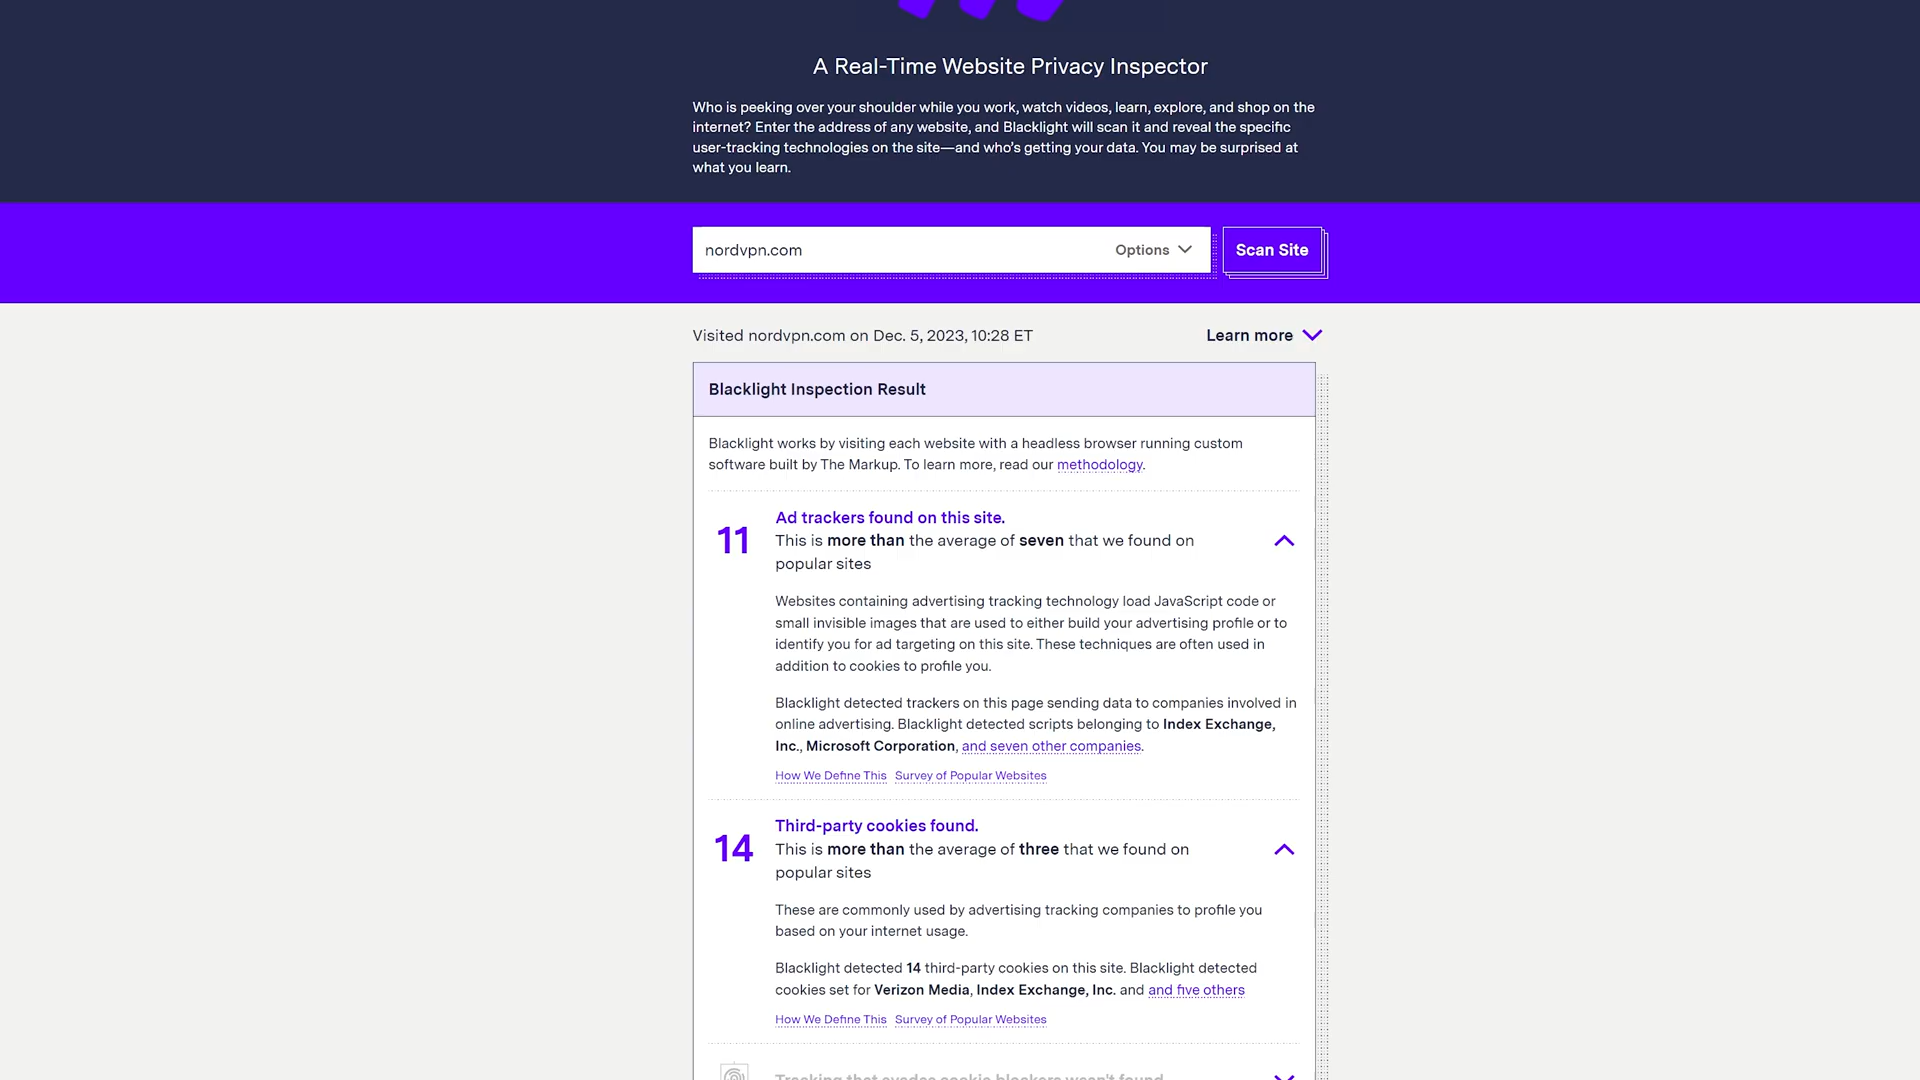 A Real-Time Website Privacy Inspector
Who is peeking over your shoulder while you work, watch videos, learn, explore, and shop on the
internet? Enter the address of any website, and Blacklight will scan it and reveal the specific
user-tracking technologies on the site—and who's getting your data. You may be surprised at
what you learn.
nordvpn.com
Options
Scan Site
Visited nordvpn.com on Dec. 5, 2023, 10:28 ET
Learn more
Blacklight Inspection Result
Blacklight works by visiting each website with a headless browser running custom
software built by The Markup. To learn more, read our methodology.
11
Ad trackers found on this site.
This is more than the average of seven that we found on
popular sites
Websites containing advertising tracking technology load JavaScript code or
small invisible images that are used to either build your advertising profile or to
identify you for ad targeting on this site. These techniques are often used in
addition to cookies to profile you.
Blacklight detected trackers on this page sending data to companies involved in
online advertising. Blacklight detected scripts belonging to Index Exchange,
Inc., Microsoft Corporation, and seven other companies.
How We Define This Survey of Popular Websites
14
Third-party cookies found.
This is more than the average of three that we found on
popular sites
These are commonly used by advertising tracking companies to profile you
based on your internet usage.
Blacklight detected 14 third-party cookies on this site. Blacklight detected
cookies set for Verizon Media, Index Exchange, Inc. and and five others
How We Define This Survey of Popular Websites
Tracking that evades cookie blockers wasn't found